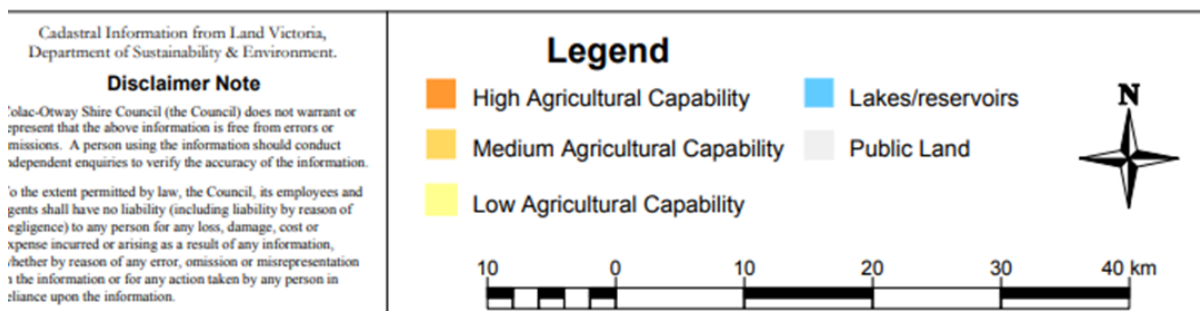 Cadastral Information from Land Victoria,
Department of Sustainability & Environment.
Disclaimer Note
olac-Otway Shire Council (the Council) does not warrant or
epresent that the above information is free from errors or
missions. A person using the information should conduct
ndependent enquiries to verify the accuracy of the information.
o the extent permitted by law, the Council, its employees and
gents shall have no liability (including liability by reason of
egligence) to any person for any loss, damage, cost or
xpense incurred or arising as a result of any information,
hether by reason of any error, omission or misrepresentation
n the information or for any action taken by any person in
eliance upon the information.
Legend
High Agricultural Capability
Medium Agricultural Capability
Low Agricultural Capability
Lakes/reservoirs
Public Land
N
10 0 10 20 30 40 km